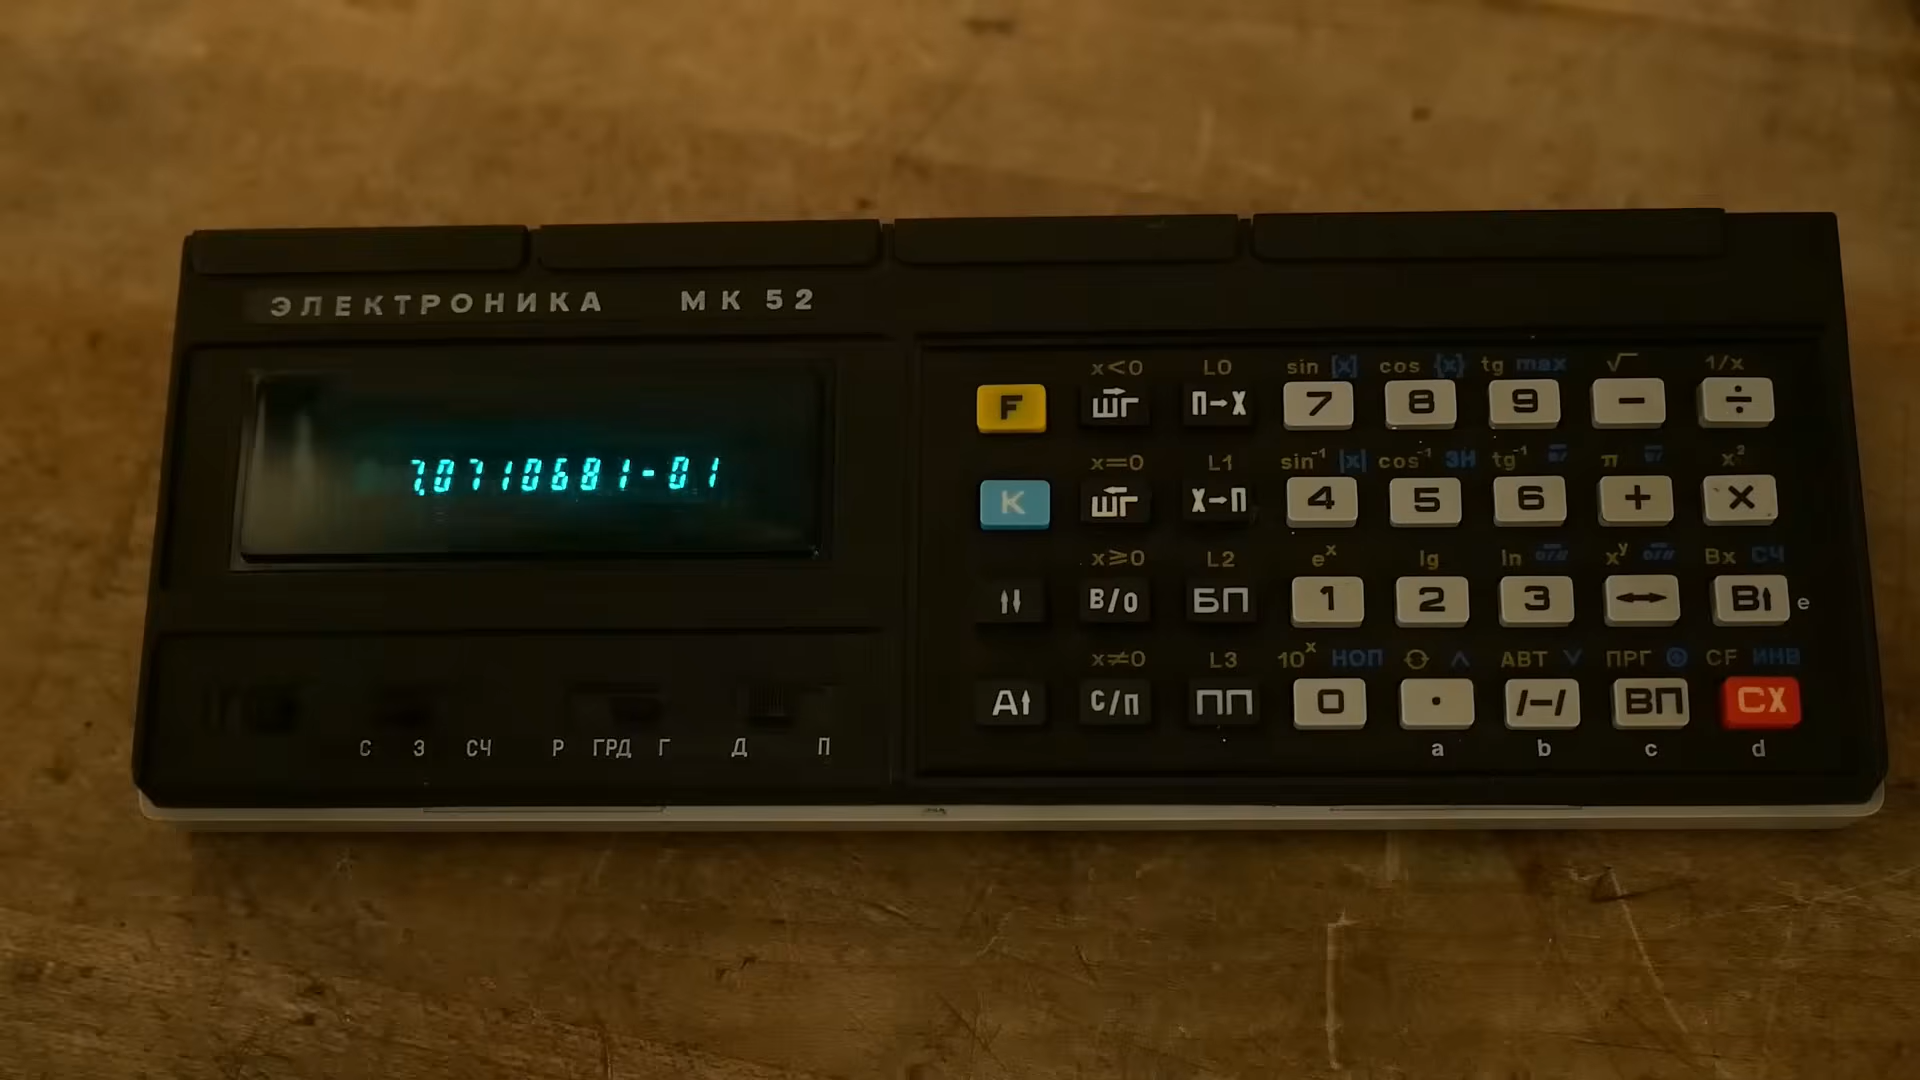 ЭЛЕКТРОНИКА МК 52
7.0710681-01
x<0 L0 sin [x] cos {x} tg max √ 1/x
F ШГ П→X 7 8 9 − ÷
x=0 L1 sin⁻¹ |x| cos⁻¹ ЗН tg⁻¹ π x²
K ШГ X→П 4 5 6 + ×
x≥0 L2 eˣ lg ln xʸ Bx СЧ
↑↓ B/O БП 1 2 3 ↔ B↑ e
x≠0 L3 10ˣ НОП ⟳ ∧ АВТ ∨ ПРГ ⊕ CF ИНВ
A↑ C/П ПП 0 · /−/ ВП CX
a b c d
С З СЧ Р ГРД Г Д П